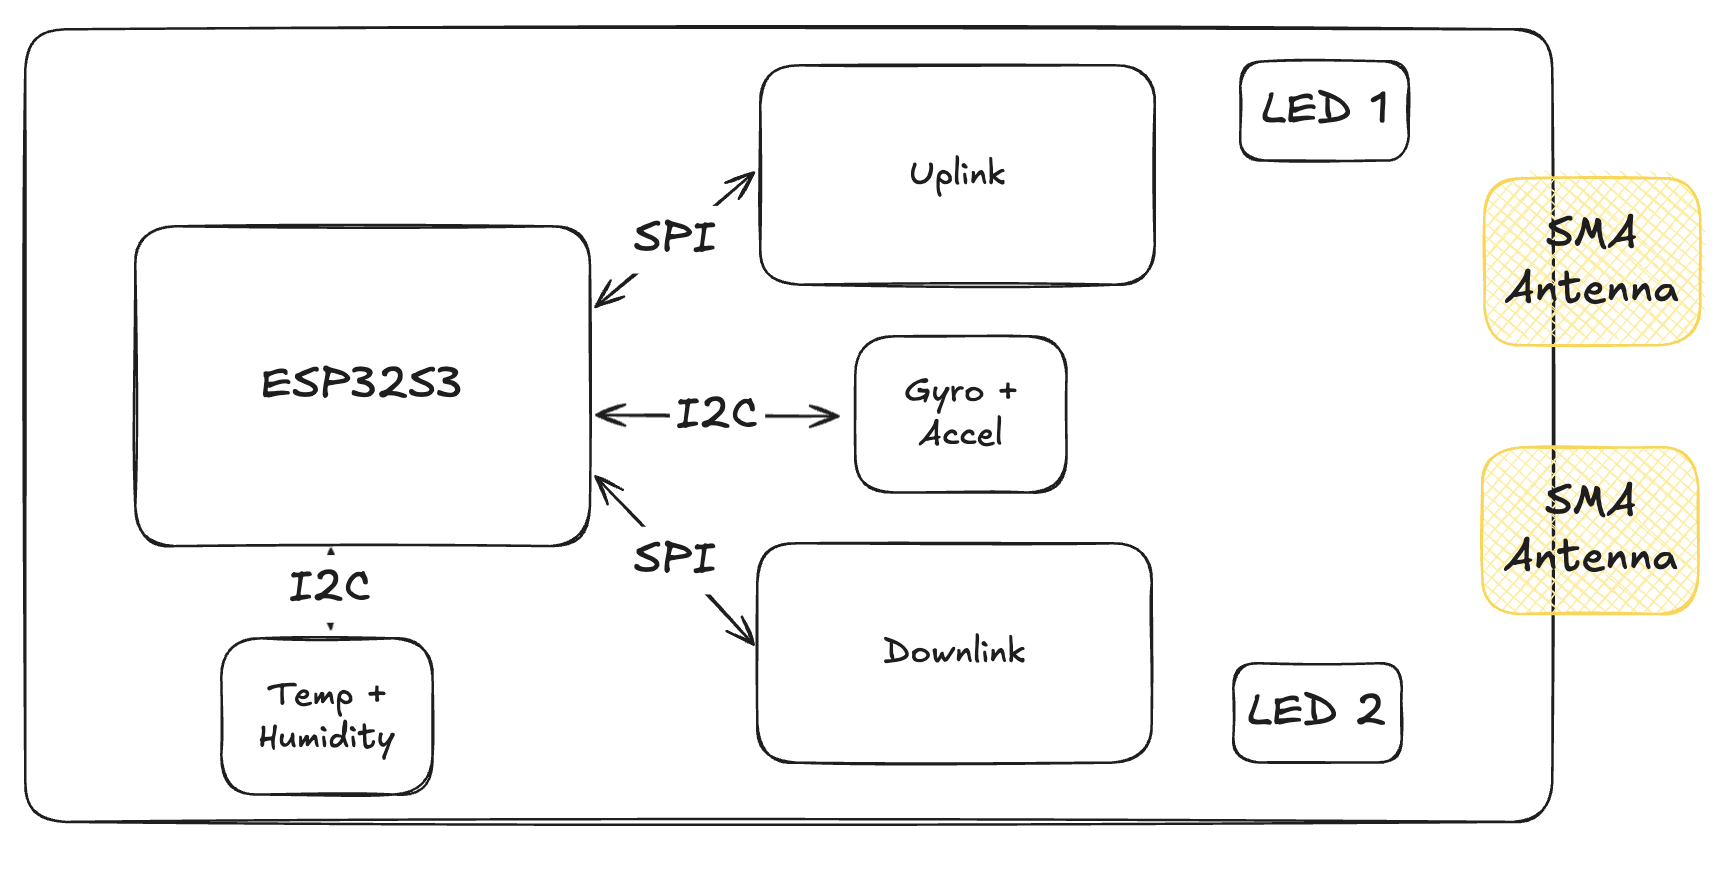 LED 1
Uplink
SMA
Antenna
SPI
ESP32S3
I2C
Gyro +
Accel
SMA
Antenna
SPI
I2C
Downlink
Temp +
Humidity
LED 2